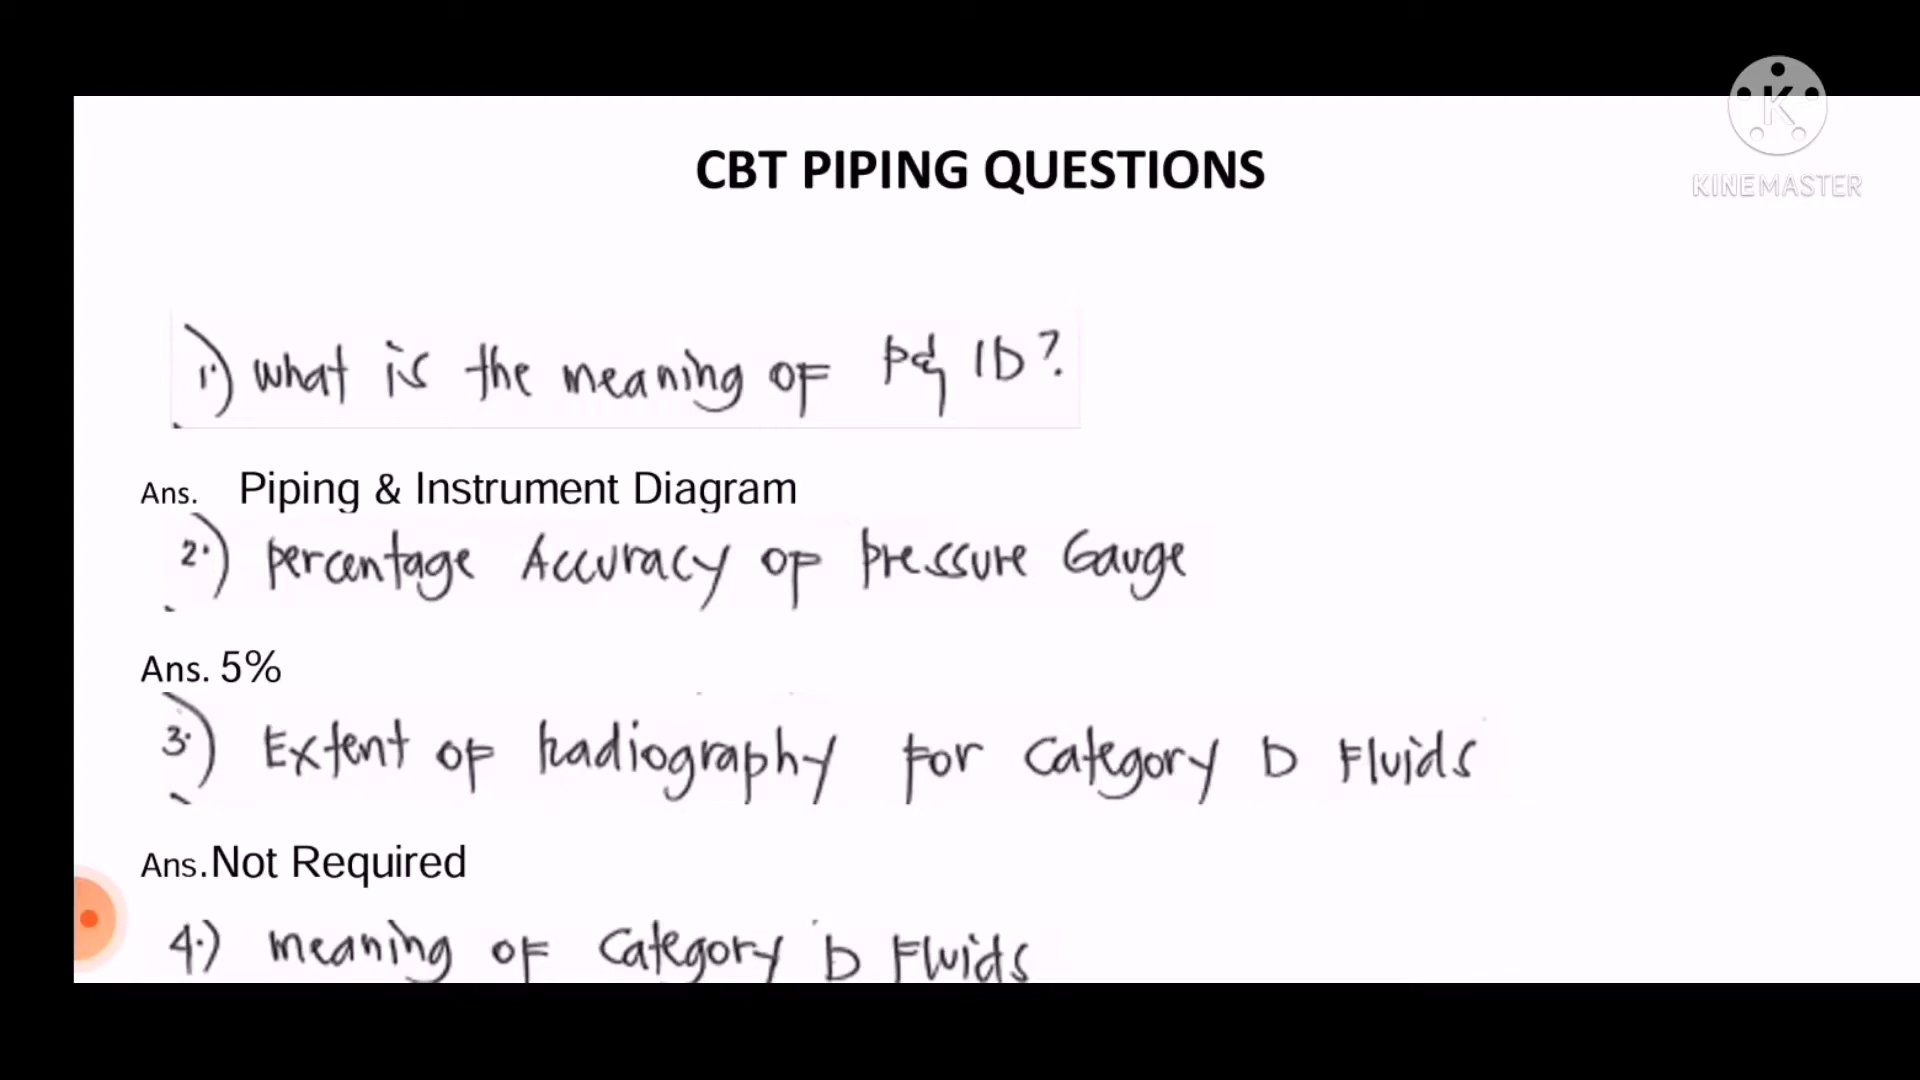 K
KINEMASTER
CBT PIPING QUESTIONS
1.) what is the meaning of P& ID?
Ans. Piping & Instrument Diagram
2.) percentage Accuracy of pressure Gauge
Ans. 5%
3.) Extent of Radiography for Category D Fluids
Ans.Not Required
4.) meaning of Category D Fluids